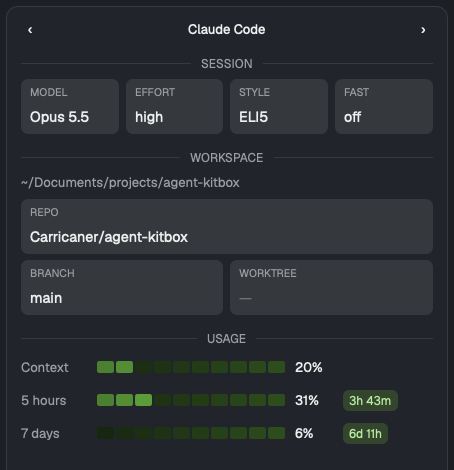 ‹ Claude Code ›
SESSION
MODEL EFFORT STYLE FAST
Opus 5.5 high ELI5 off
WORKSPACE
~/Documents/projects/agent-kitbox
REPO
Carricaner/agent-kitbox
BRANCH WORKTREE
main —
USAGE
Context 20%
5 hours 31% 3h 43m
7 days 6% 6d 11h